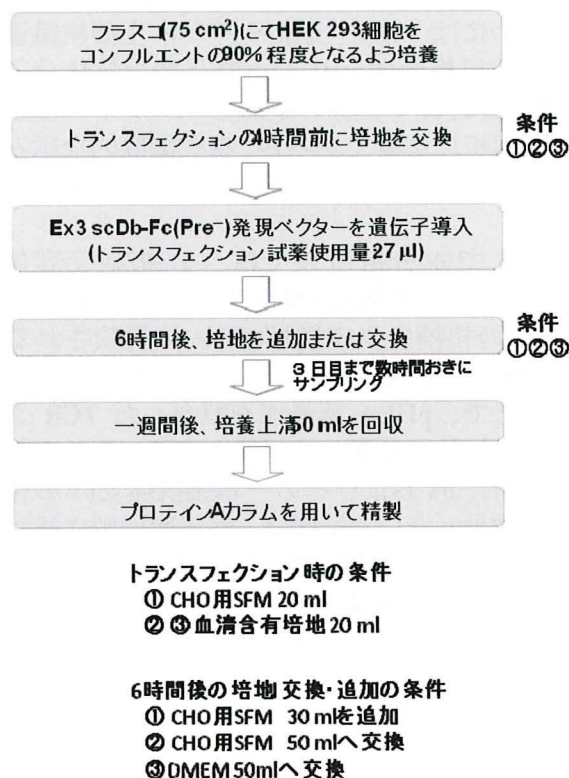 フラスコ(75 cm²)にてHEK 293細胞を
コンフルエントの90% 程度となるよう培養
トランスフェクションの4時間前に培地を交換
条件
①②③
Ex3 scDb-Fc(Pre⁻)発現ベクターを遺伝子導入
(トランスフェクション試薬使用量27 μl)
6時間後、培地を追加または交換
条件
①②③
3日目まで数時間おきに
サンプリング
一週間後、培養上清50 mlを回収
プロテインAカラムを用いて精製
トランスフェクション時の条件
① CHO用SFM 20 ml
② ③血清含有培地20 ml
6時間後の培地交換・追加の条件
① CHO用SFM 30 mlを追加
② CHO用SFM 50 mlへ交換
③DMEM 50mlへ交換